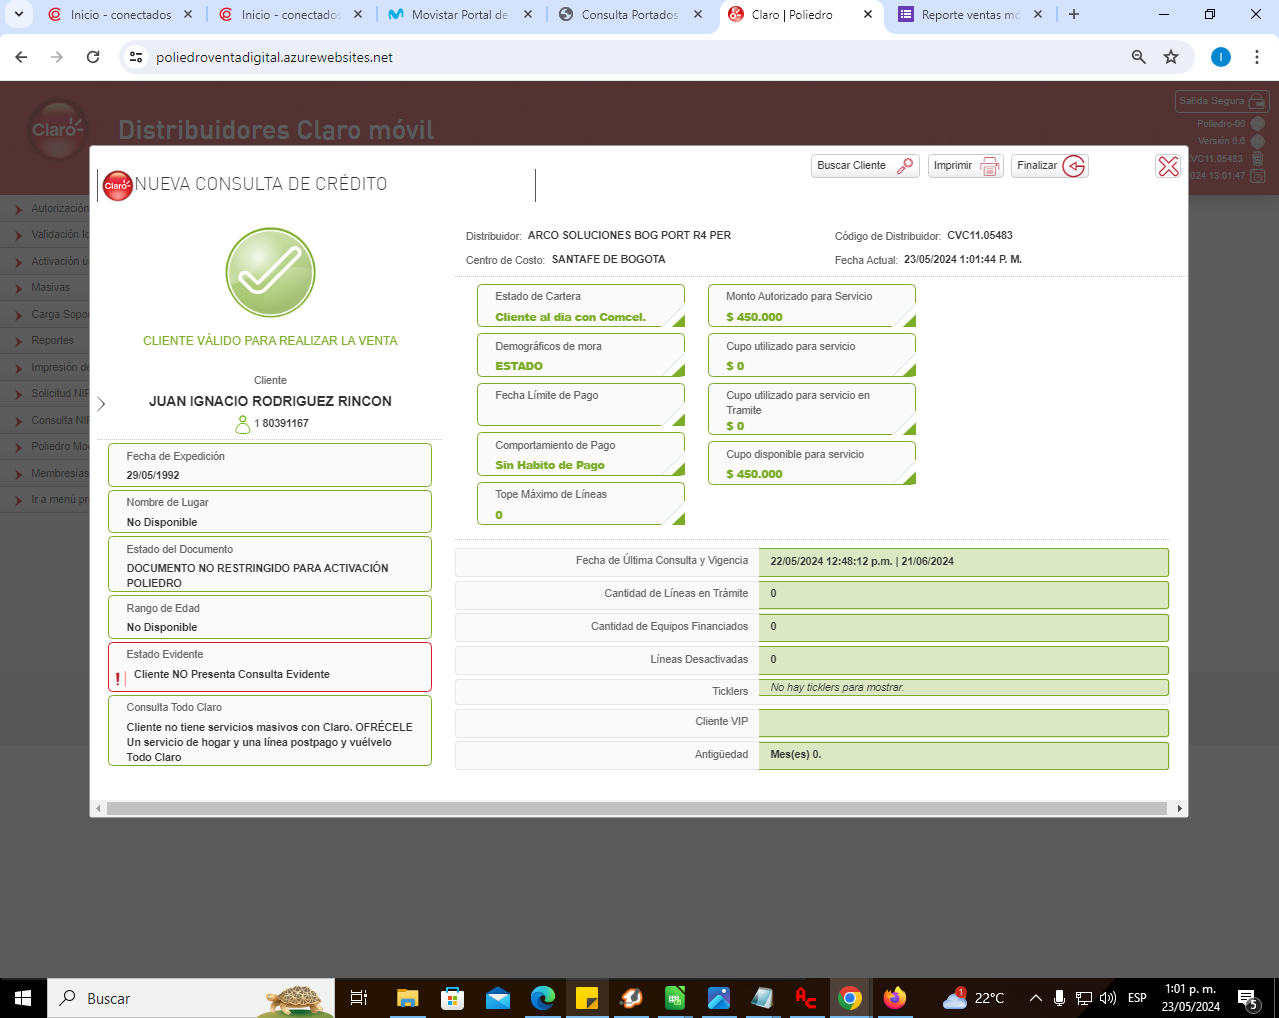 Inicio - conectados
Inicio - conectados
Movistar Portal de
Consulta Portados
Claro | Poliedro
Reporte ventas mó
poliedroventadigital.azurewebsites.net
I
Claro
Distribuidores Claro móvil
Salida Segura
Poliedro-00
Versión 6.6
CVC11.05483
024 13:01:47
Autorización
Validación Id
Activación ú
Masivas
Carga Sopo
Reportes
Impresión de
Solicitud NIP
Consulta NIP
Poliedro Mo
Membresías
Ir a menú pr
Buscar Cliente
Imprimir
Finalizar
Claro
NUEVA CONSULTA DE CRÉDITO
CLIENTE VÁLIDO PARA REALIZAR LA VENTA
Cliente
JUAN IGNACIO RODRIGUEZ RINCON
1 80391167
Fecha de Expedición
29/05/1992
Nombre de Lugar
No Disponible
Estado del Documento
DOCUMENTO NO RESTRINGIDO PARA ACTIVACIÓN
POLIEDRO
Rango de Edad
No Disponible
Estado Evidente
! Cliente NO Presenta Consulta Evidente
Consulta Todo Claro
Cliente no tiene servicios masivos con Claro. OFRÉCELE
Un servicio de hogar y una línea postpago y vuélvelo
Todo Claro
Distribuidor: ARCO SOLUCIONES BOG PORT R4 PER
Código de Distribuidor: CVC11.05483
Centro de Costo: SANTAFE DE BOGOTA
Fecha Actual: 23/05/2024 1:01:44 P. M.
Estado de Cartera
Cliente al dia con Comcel.
Demográficos de mora
ESTADO
Fecha Límite de Pago
Comportamiento de Pago
Sin Habito de Pago
Tope Máximo de Líneas
0
Monto Autorizado para Servicio
$ 450.000
Cupo utilizado para servicio
$ 0
Cupo utilizado para servicio en
Tramite
$ 0
Cupo disponible para servicio
$ 450.000
Fecha de Última Consulta y Vigencia 22/05/2024 12:48:12 p.m. | 21/06/2024
Cantidad de Líneas en Trámite 0
Cantidad de Equipos Financiados 0
Líneas Desactivadas 0
Ticklers No hay ticklers para mostrar.
Cliente VIP
Antigüedad Mes(es) 0.
Buscar
1
22°C
ESP
1:01 p. m.
23/05/2024
5